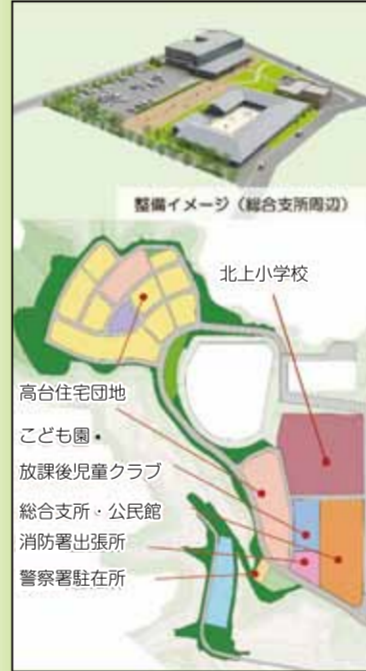 整備イメージ（総合支所周辺）
北上小学校
高台住宅団地
こども園・
放課後児童クラブ
総合支所・公民館
消防署出張所
警察署駐在所